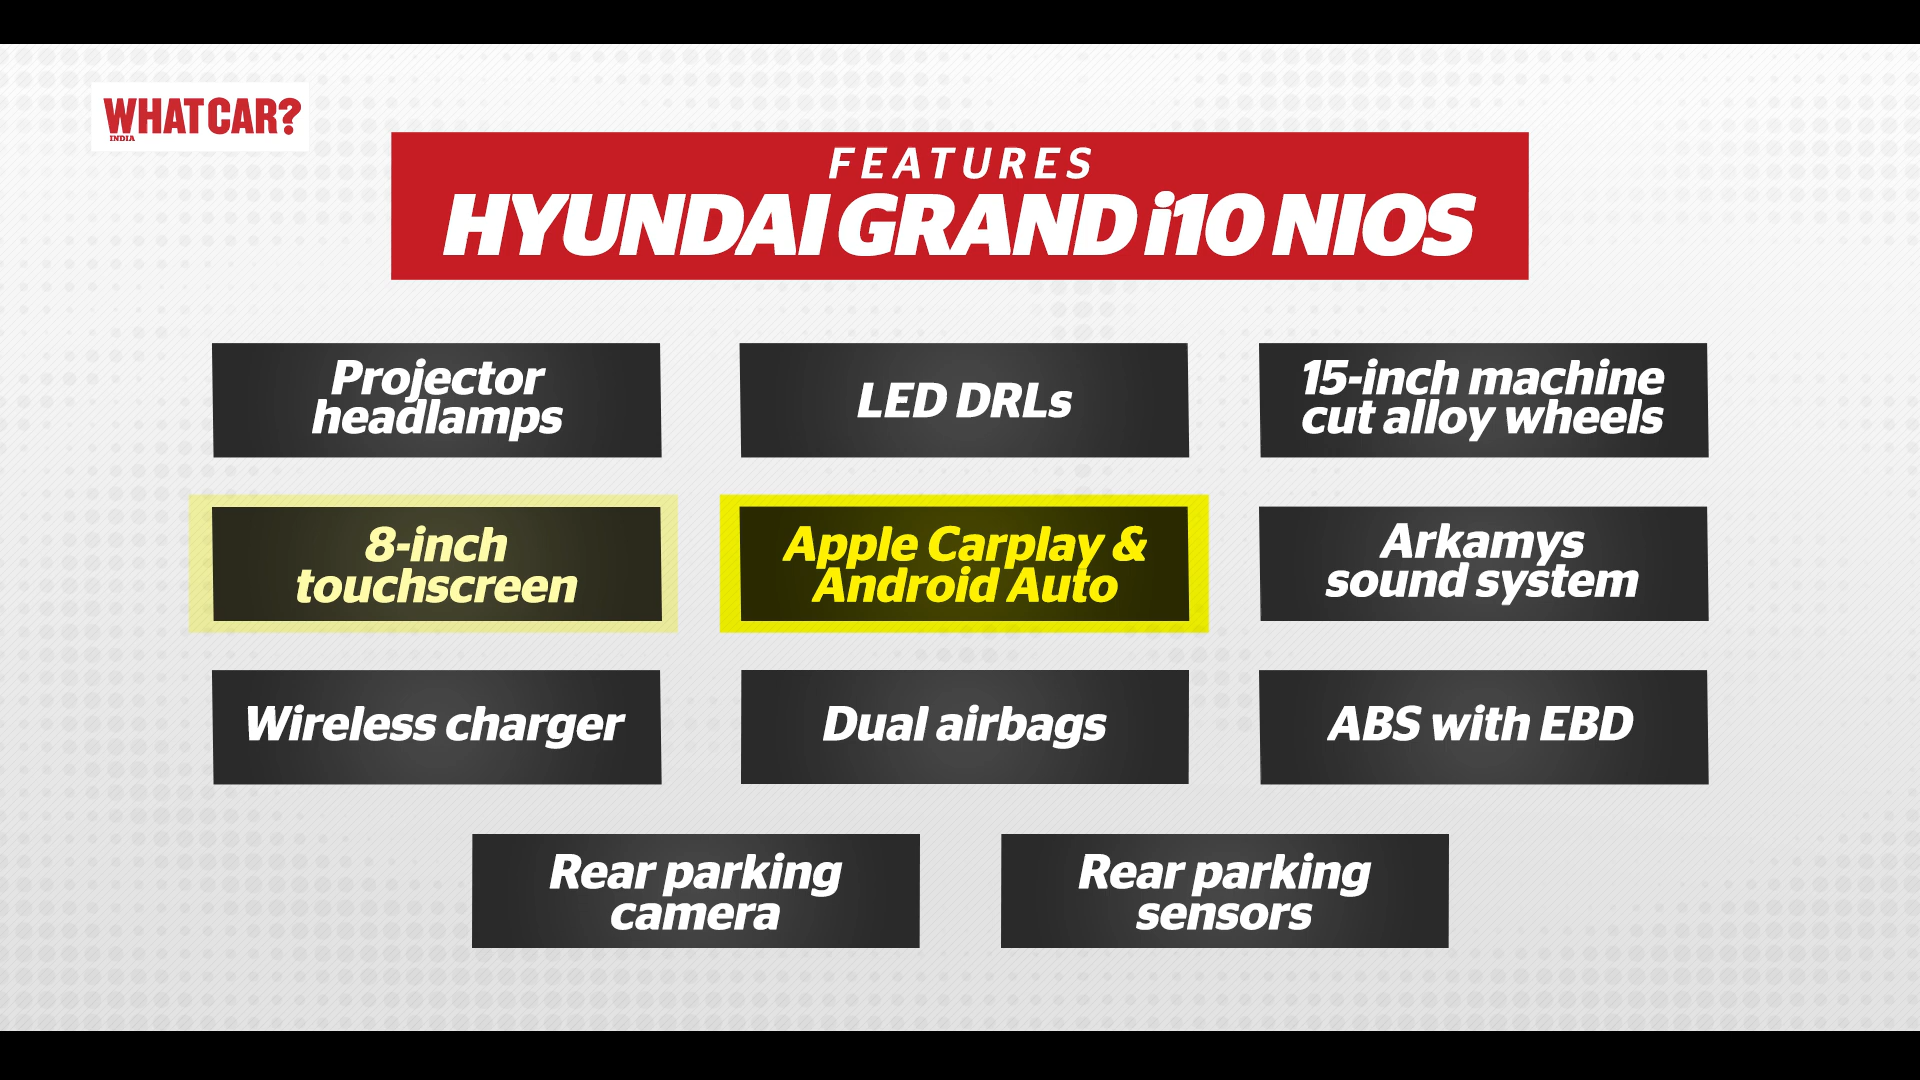 WHAT CAR?
INDIA
FEATURES
HYUNDAI GRAND i10 NIOS
Projector
headlamps
LED DRLs
15-inch machine
cut alloy wheels
8-inch
touchscreen
Apple Carplay &
Android Auto
Arkamys
sound system
Wireless charger
Dual airbags
ABS with EBD
Rear parking
camera
Rear parking
sensors